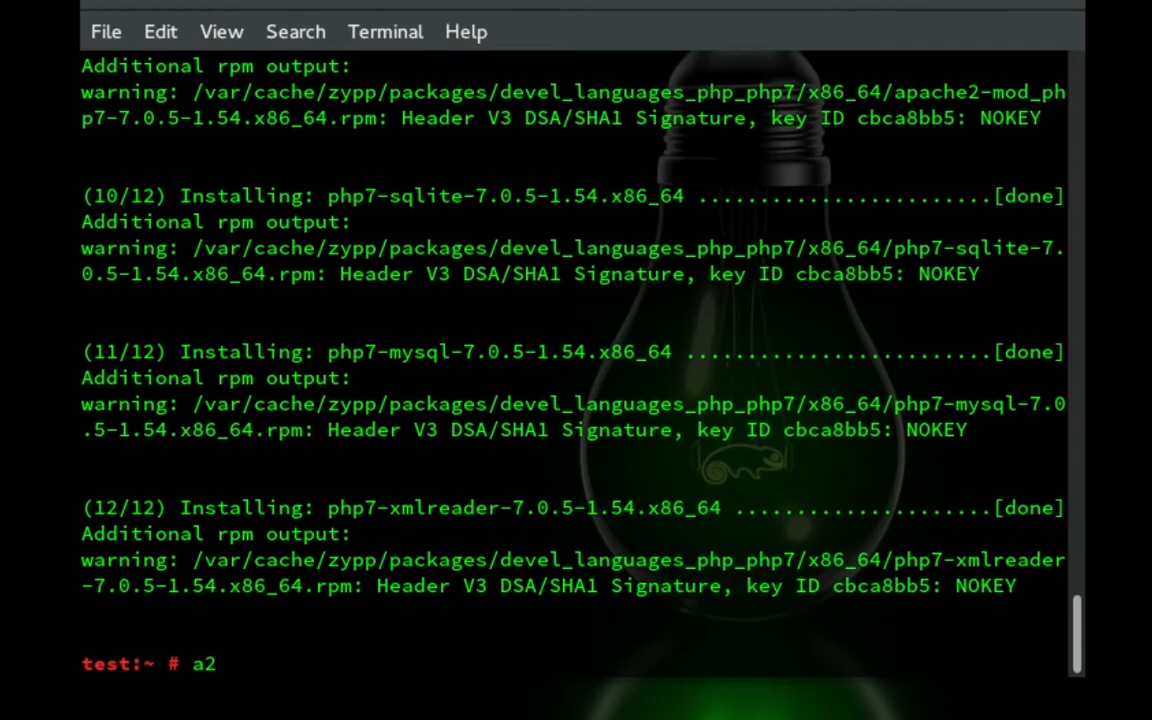 File Edit View Search Terminal Help
Additional rpm output:
warning: /var/cache/zypp/packages/devel_languages_php_php7/x86_64/apache2-mod_ph
p7-7.0.5-1.54.x86_64.rpm: Header V3 DSA/SHA1 Signature, key ID cbca8bb5: NOKEY
(10/12) Installing: php7-sqlite-7.0.5-1.54.x86_64 ........................[done]
Additional rpm output:
warning: /var/cache/zypp/packages/devel_languages_php_php7/x86_64/php7-sqlite-7.
0.5-1.54.x86_64.rpm: Header V3 DSA/SHA1 Signature, key ID cbca8bb5: NOKEY
(11/12) Installing: php7-mysql-7.0.5-1.54.x86_64 .........................[done]
Additional rpm output:
warning: /var/cache/zypp/packages/devel_languages_php_php7/x86_64/php7-mysql-7.0
.5-1.54.x86_64.rpm: Header V3 DSA/SHA1 Signature, key ID cbca8bb5: NOKEY
(12/12) Installing: php7-xmlreader-7.0.5-1.54.x86_64 .....................[done]
Additional rpm output:
warning: /var/cache/zypp/packages/devel_languages_php_php7/x86_64/php7-xmlreader
-7.0.5-1.54.x86_64.rpm: Header V3 DSA/SHA1 Signature, key ID cbca8bb5: NOKEY
test:~ # a2